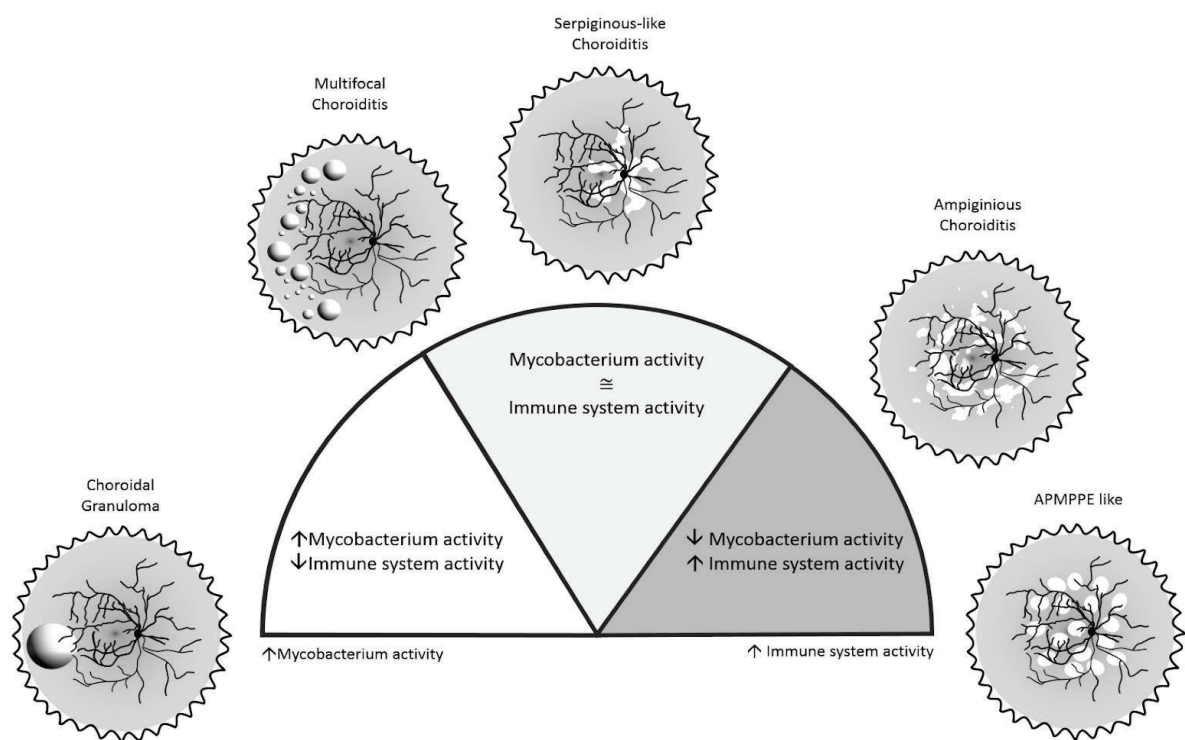 Serpiginous-like
Choroiditis
Multifocal
Choroiditis
Ampiginious
Choroiditis
Mycobacterium activity
≅
Immune system activity
Choroidal
Granuloma
APMPPE like
↑Mycobacterium activity
↓Immune system activity
↓ Mycobacterium activity
↑ Immune system activity
↑Mycobacterium activity
↑ Immune system activity